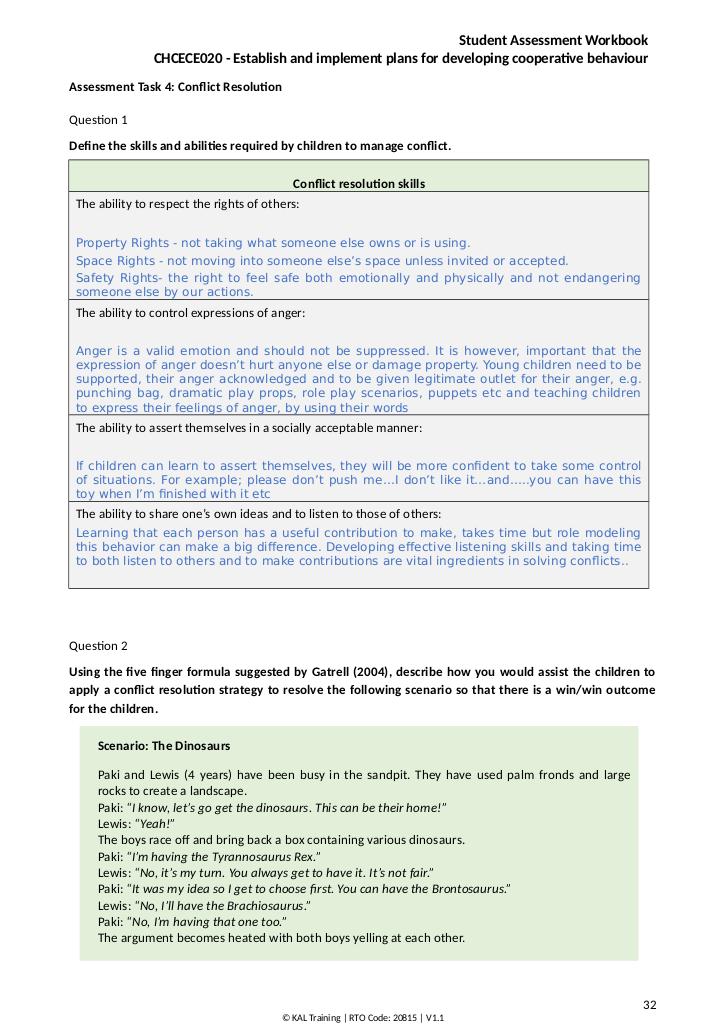 Student Assessment Workbook
CHCECE020 - Establish and implement plans for developing cooperative behaviour
Assessment Task 4: Conflict Resolution
Question 1
Define the skills and abilities required by children to manage conflict.
Conflict resolution skills
The ability to respect the rights of others:
Property Rights - not taking what someone else owns or is using.
Space Rights - not moving into someone else’s space unless invited or accepted.
Safety Rights- the right to feel safe both emotionally and physically and not endangering
someone else by our actions.
The ability to control expressions of anger:
Anger is a valid emotion and should not be suppressed. It is however, important that the
expression of anger doesn’t hurt anyone else or damage property. Young children need to be
supported, their anger acknowledged and to be given legitimate outlet for their anger, e.g.
punching bag, dramatic play props, role play scenarios, puppets etc and teaching children
to express their feelings of anger, by using their words
The ability to assert themselves in a socially acceptable manner:
If children can learn to assert themselves, they will be more confident to take some control
of situations. For example; please don’t push me…I don’t like it…and…..you can have this
toy when I’m finished with it etc
The ability to share one’s own ideas and to listen to those of others:
Learning that each person has a useful contribution to make, takes time but role modeling
this behavior can make a big difference. Developing effective listening skills and taking time
to both listen to others and to make contributions are vital ingredients in solving conflicts..
Question 2
Using the five finger formula suggested by Gatrell (2004), describe how you would assist the children to
apply a conflict resolution strategy to resolve the following scenario so that there is a win/win outcome
for the children.
Scenario: The Dinosaurs
Paki and Lewis (4 years) have been busy in the sandpit. They have used palm fronds and large
rocks to create a landscape.
Paki: “I know, let’s go get the dinosaurs. This can be their home!”
Lewis: “Yeah!”
The boys race off and bring back a box containing various dinosaurs.
Paki: “I’m having the Tyrannosaurus Rex.”
Lewis: “No, it’s my turn. You always get to have it. It’s not fair.”
Paki: “It was my idea so I get to choose first. You can have the Brontosaurus.”
Lewis: “No, I’ll have the Brachiosaurus.”
Paki: “No, I’m having that one too.”
The argument becomes heated with both boys yelling at each other.
32
© KAL Training | RTO Code: 20815 | V1.1